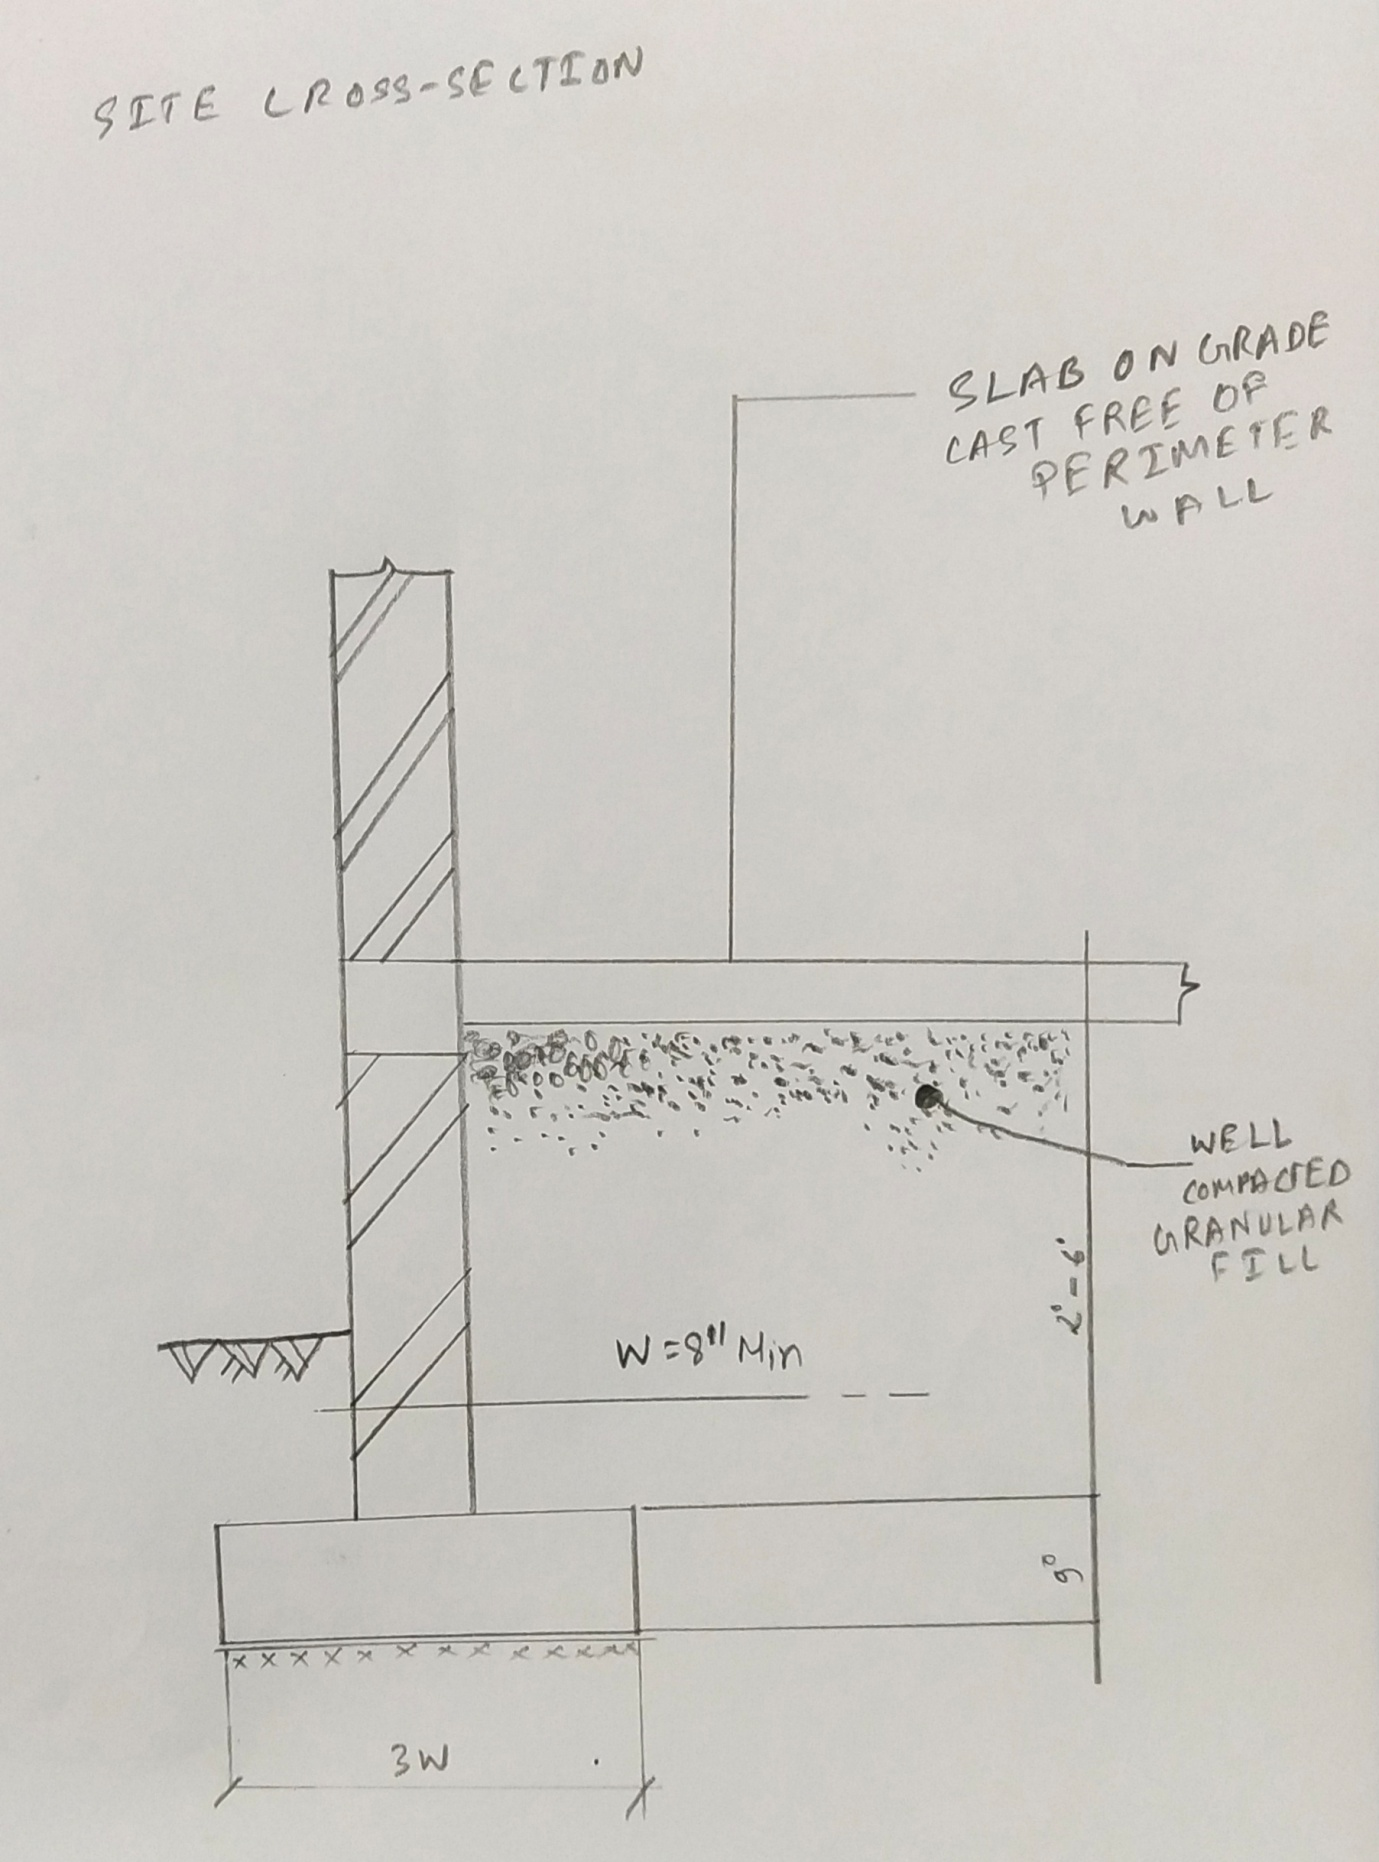 SITE CROSS-SECTION
SLAB ON GRADE
CAST FREE OF
PERIMETER
WALL
WELL
COMPACTED
GRANULAR
FILL
2'-6"
W=8" Min
9"
3W